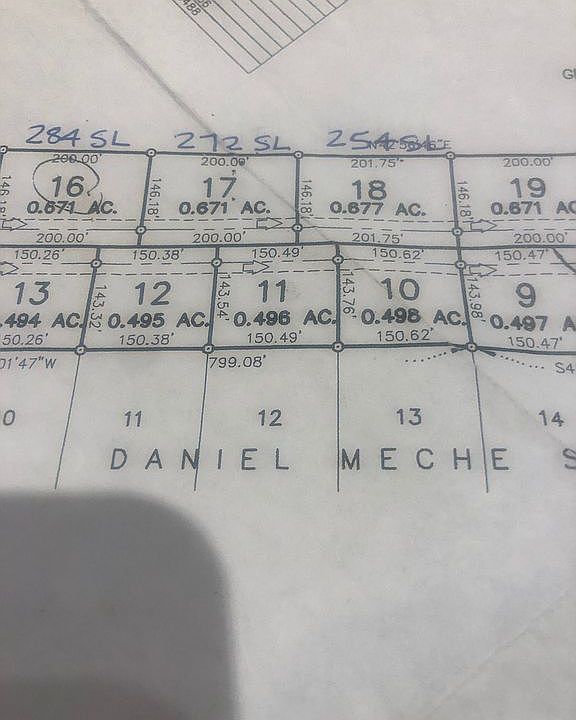 284 SL 272 SL 254 SL
200.00' 200.00' 201.75' 200.00'
16 17 18 19
146.18' 146.18' 146.18' 146.18'
0.671 AC. 0.671 AC. 0.677 AC. 0.671 AC
200.00' 200.00' 201.75' 200.00'
150.26' 150.38' 150.49' 150.62' 150.47'
13 12 11 10 9
143.32' 143.54' 143.76' 143.98'
.494 AC. 0.495 AC. 0.496 AC. 0.498 AC. 0.497 A
50.26' 150.38' 150.49' 150.62' 150.47'
01'47"W 799.08' S4
0 11 12 13 14
DANIEL MECHE S